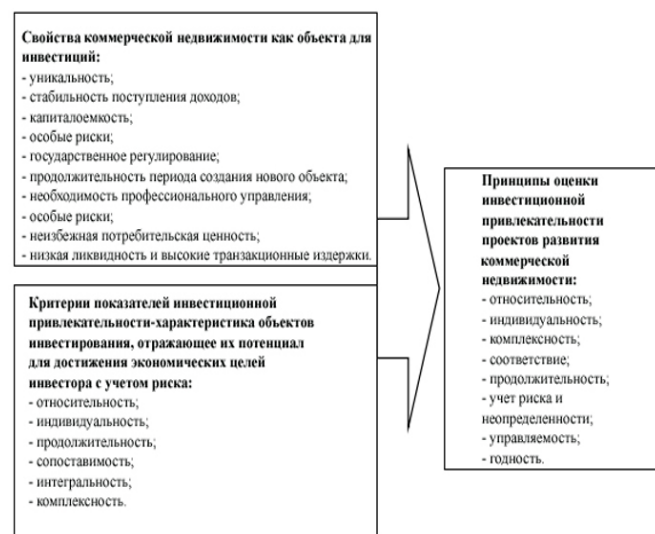 Свойства коммерческой недвижимости как объекта для
инвестиций:
- уникальность;
- стабильность поступления доходов;
- капиталоемкость;
- особые риски;
- государственное регулирование;
- продолжительность периода создания нового объекта;
- необходимость профессионального управления;
- особые риски;
- неизбежная потребительская ценность;
- низкая ликвидность и высокие транзакционные издержки.
Критерии показателей инвестиционной
привлекательности-характеристика объектов
инвестирования, отражающее их потенциал
для достижения экономических целей
инвестора с учетом риска:
- относительность;
- индивидуальность;
- продолжительность;
- сопоставимость;
- интегральность;
- комплексность.
Принципы оценки
инвестиционной
привлекательности
проектов развития
коммерческой
недвижимости:
- относительность;
- индивидуальность;
- комплексность;
- соответствие;
- продолжительность;
- учет риска и
неопределенности;
- управляемость;
- годность.